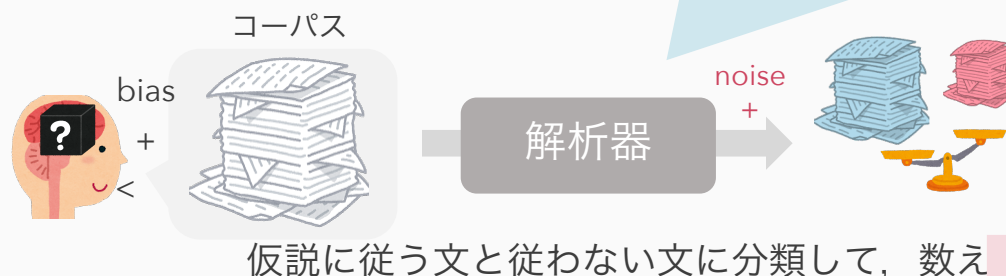 コーパス
bias
+
?
<
解析器
noise
+
仮説に従う文と従わない文に分類して，数え